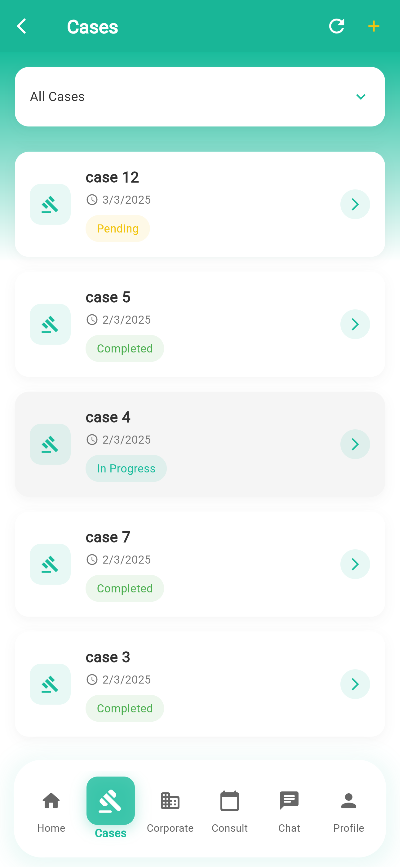 Cases
All Cases
case 12
3/3/2025
Pending
case 5
2/3/2025
Completed
case 4
2/3/2025
In Progress
case 7
2/3/2025
Completed
case 3
2/3/2025
Completed
Home Cases Corporate Consult Chat Profile